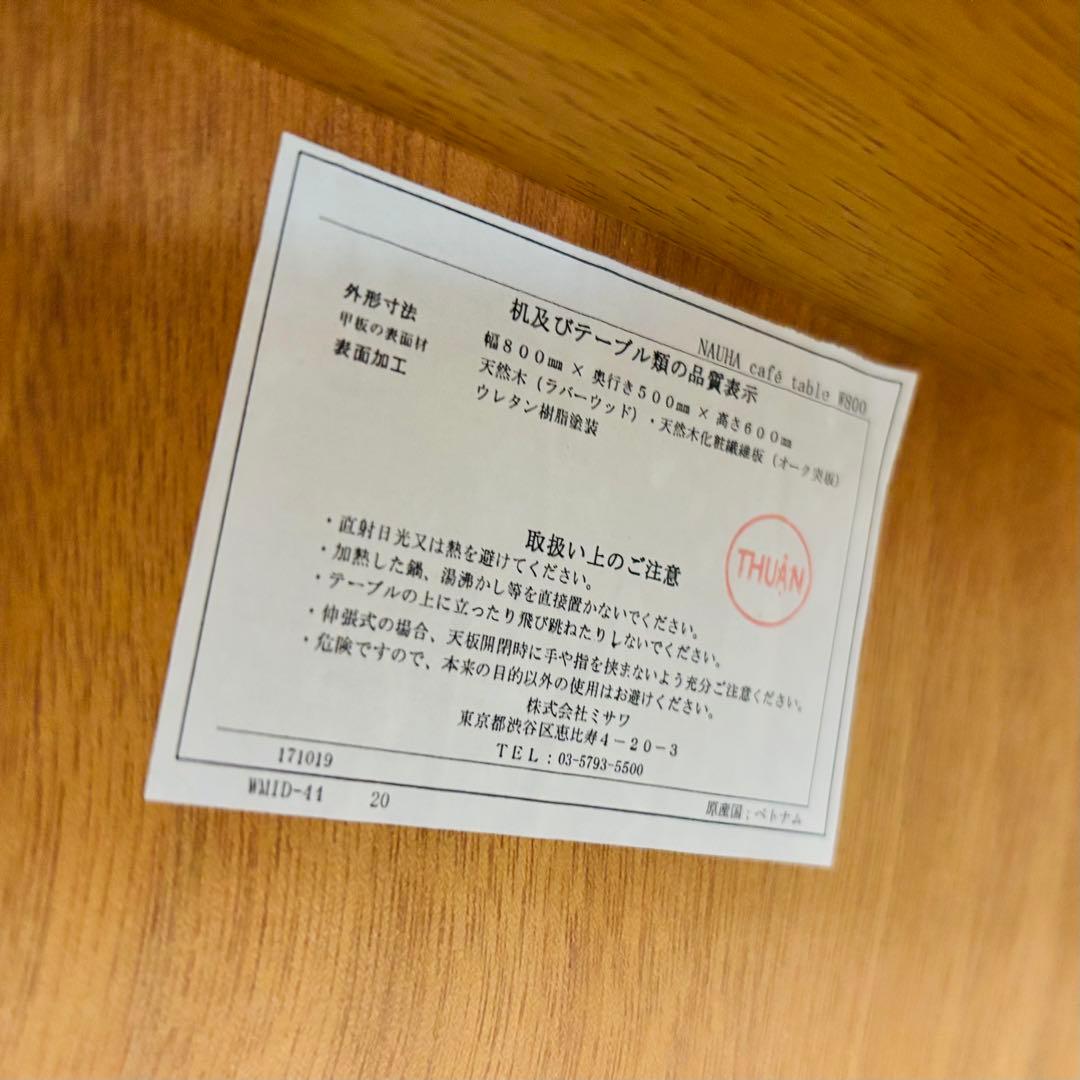 NAUHA café table W800
机及びテーブル類の品質表示
外形寸法 幅800㎜ × 奥行き500㎜ × 高さ600㎜
甲板の表面材 天然木(ラバーウッド)・天然木化粧繊維板(オーク突板)
表面加工 ウレタン樹脂塗装
取扱い上のご注意
・直射日光又は熱を避けてください。
・加熱した鍋、湯沸かし等を直接置かないでください。
・テーブルの上に立ったり飛び跳ねたりしないでください。
・伸張式の場合、天板開閉時に手や指を挟まないよう充分ご注意ください。
・危険ですので、本来の目的以外の使用はお避けください。
THUẬN
株式会社ミサワ
東京都渋谷区恵比寿4-20-3
TEL:03-5793-5500
171019
WMID-44 20
原産国:ベトナム